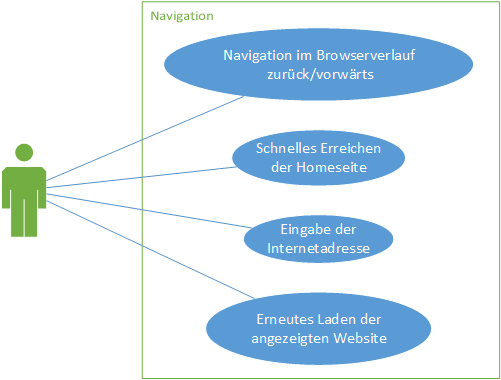 Navigation
Navigation im Browserverlauf
zurück/vorwärts
Schnelles Erreichen
der Homeseite
Eingabe der
Internetadresse
Erneutes Laden der
angezeigten Website